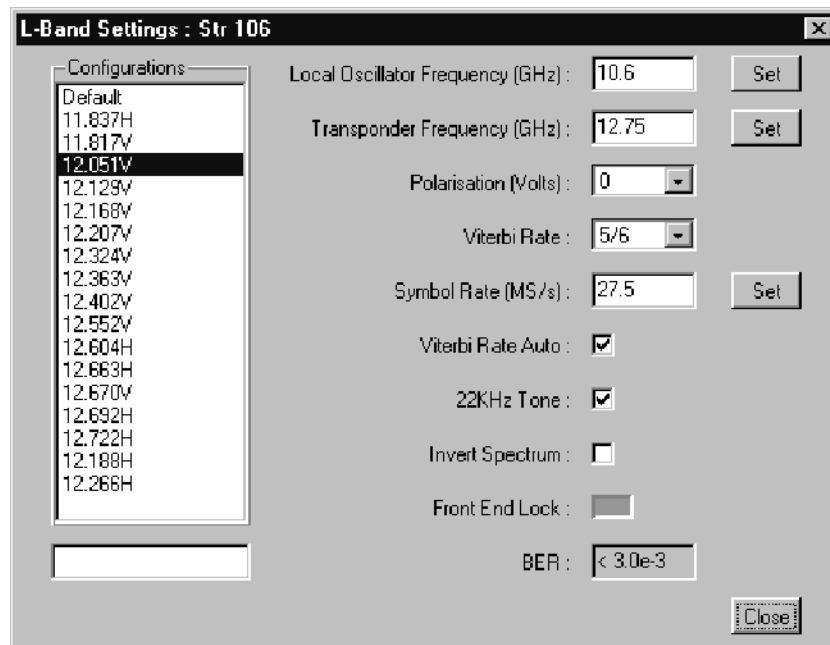 L-Band Settings : Str 106
Configurations
Default
11.837H
11.817V
12.051V
12.129V
12.168V
12.207V
12.324V
12.363V
12.402V
12.552V
12.604H
12.663H
12.670V
12.692H
12.722H
12.188H
12.266H
Local Oscillator Frequency (GHz) : 10.6 Set
Transponder Frequency (GHz) : 12.75 Set
Polarisation (Volts) : 0
Viterbi Rate : 5/6
Symbol Rate (MS/s) : 27.5 Set
Viterbi Rate Auto :
22KHz Tone :
Invert Spectrum :
Front End Lock :
BER : < 3.0e-3
Close